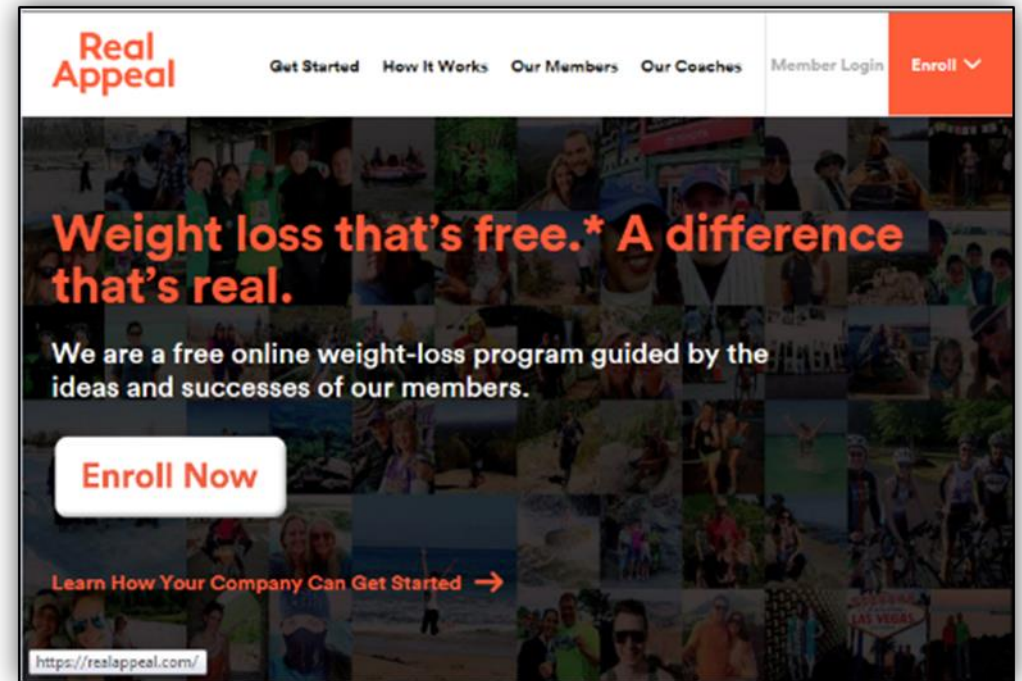 Real
Appeal
Get Started How It Works Our Members Our Coaches Member Login Enroll
Weight loss that's free.* A difference
that's real.
We are a free online weight-loss program guided by the
ideas and successes of our members.
Enroll Now
Learn How Your Company Can Get Started →
LAS VEGAS
https://realappeal.com/